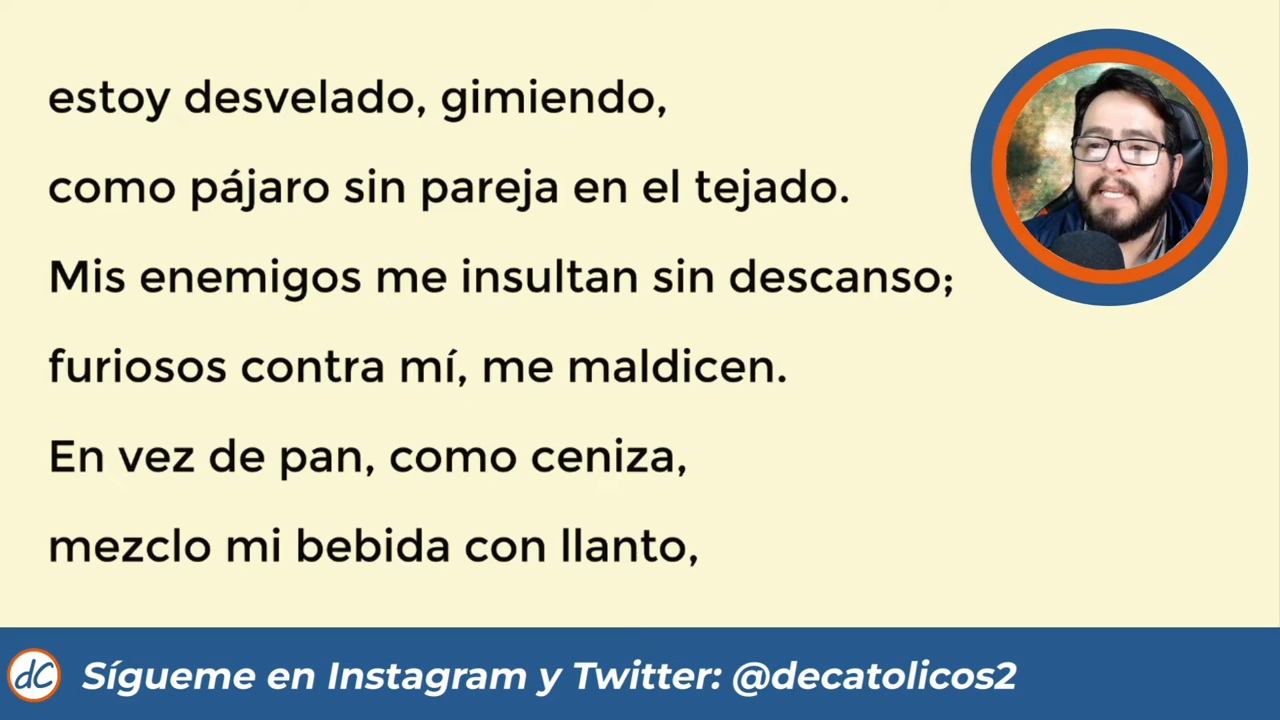 estoy desvelado, gimiendo,
como pájaro sin pareja en el tejado.
Mis enemigos me insultan sin descanso;
furiosos contra mí, me maldicen.
En vez de pan, como ceniza,
mezclo mi bebida con llanto,
dC Sígueme en Instagram y Twitter: @decatolicos2